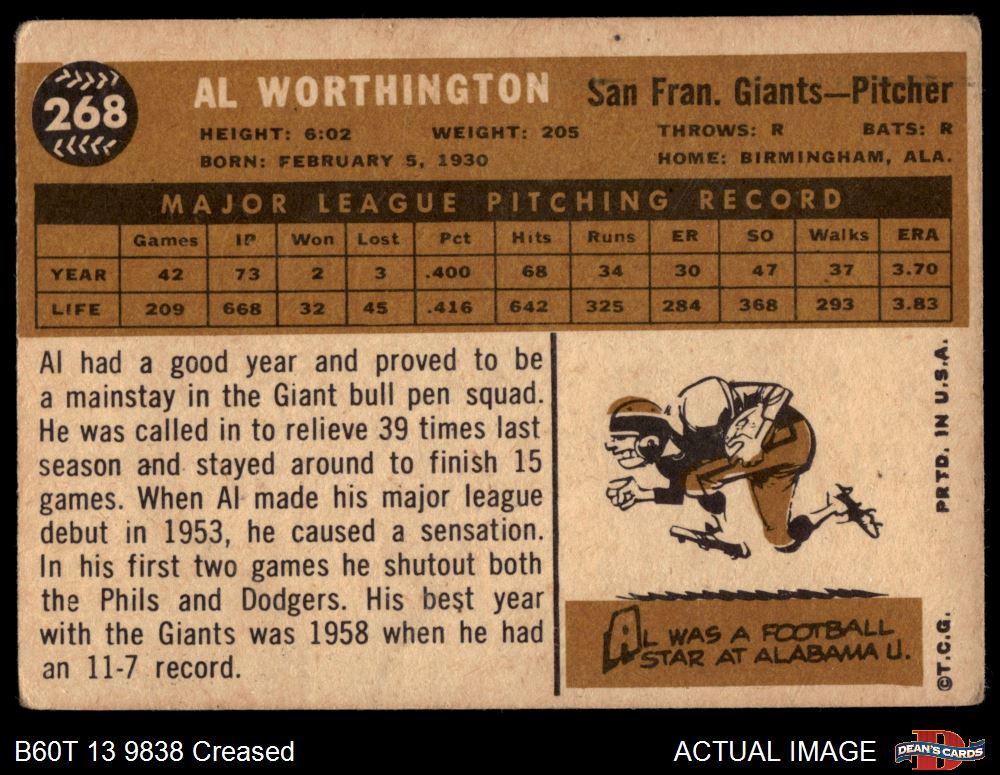 268
AL WORTHINGTON San Fran. Giants—Pitcher
HEIGHT: 6:02 WEIGHT: 205 THROWS: R BATS: R
BORN: FEBRUARY 5, 1930 HOME: BIRMINGHAM, ALA.
MAJOR LEAGUE PITCHING RECORD
Games IP Won Lost Pct Hits Runs ER SO Walks ERA
YEAR 42 73 2 3 .400 68 34 30 47 37 3.70
LIFE 209 668 32 45 .416 642 325 284 368 293 3.83
Al had a good year and proved to be
a mainstay in the Giant bull pen squad.
He was called in to relieve 39 times last
season and stayed around to finish 15
games. When Al made his major league
debut in 1953, he caused a sensation.
In his first two games he shutout both
the Phils and Dodgers. His best year
with the Giants was 1958 when he had
an 11-7 record.
AL WAS A FOOTBALL
STAR AT ALABAMA U.
©T.C.G. PRTD. IN U.S.A.
B60T 13 9838 Creased ACTUAL IMAGE
D
DEAN'S CARDS